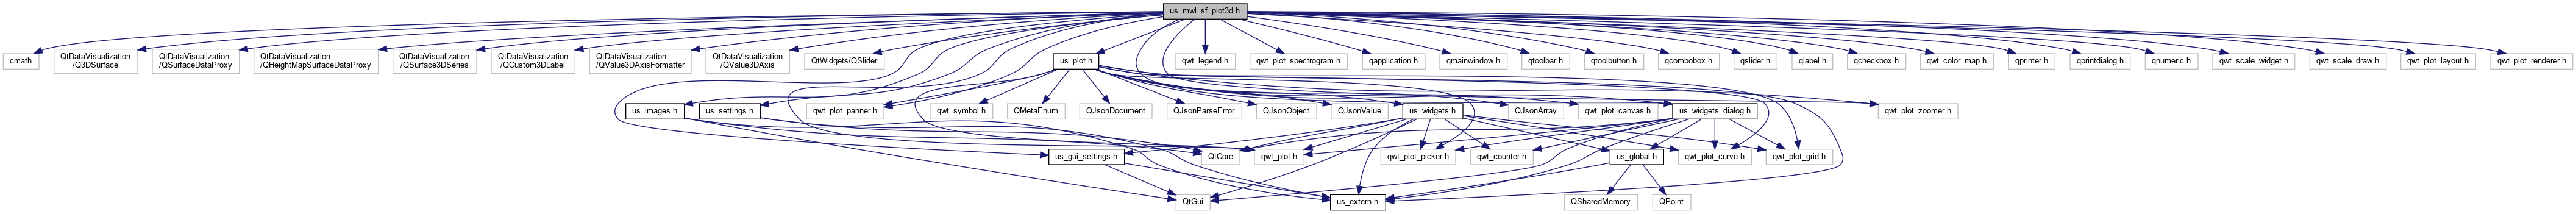 us_mwl_sf_plot3d.h
cmath
QtDataVisualization
/Q3DSurface
QtDataVisualization
/QSurfaceDataProxy
QtDataVisualization
/QHeightMapSurfaceDataProxy
QtDataVisualization
/QSurface3DSeries
QtDataVisualization
/QCustom3DLabel
QtDataVisualization
/QValue3DAxisFormatter
QtDataVisualization
/QValue3DAxis
QtWidgets/QSlider
us_plot.h
qwt_legend.h
qwt_plot_spectrogram.h
qapplication.h
qmainwindow.h
qtoolbar.h
qtoolbutton.h
qcombobox.h
qslider.h
qlabel.h
qcheckbox.h
qwt_color_map.h
qprinter.h
qprintdialog.h
qnumeric.h
qwt_scale_widget.h
qwt_scale_draw.h
qwt_plot_layout.h
qwt_plot_renderer.h
us_images.h
us_settings.h
qwt_plot_panner.h
qwt_symbol.h
QMetaEnum
QJsonDocument
QJsonParseError
QJsonObject
QJsonValue
us_widgets.h
QJsonArray
qwt_plot_canvas.h
us_widgets_dialog.h
qwt_plot_zoomer.h
us_gui_settings.h
QtCore
qwt_plot.h
qwt_plot_picker.h
qwt_counter.h
us_global.h
qwt_plot_curve.h
qwt_plot_grid.h
QtGui
us_extern.h
QSharedMemory
QPoint